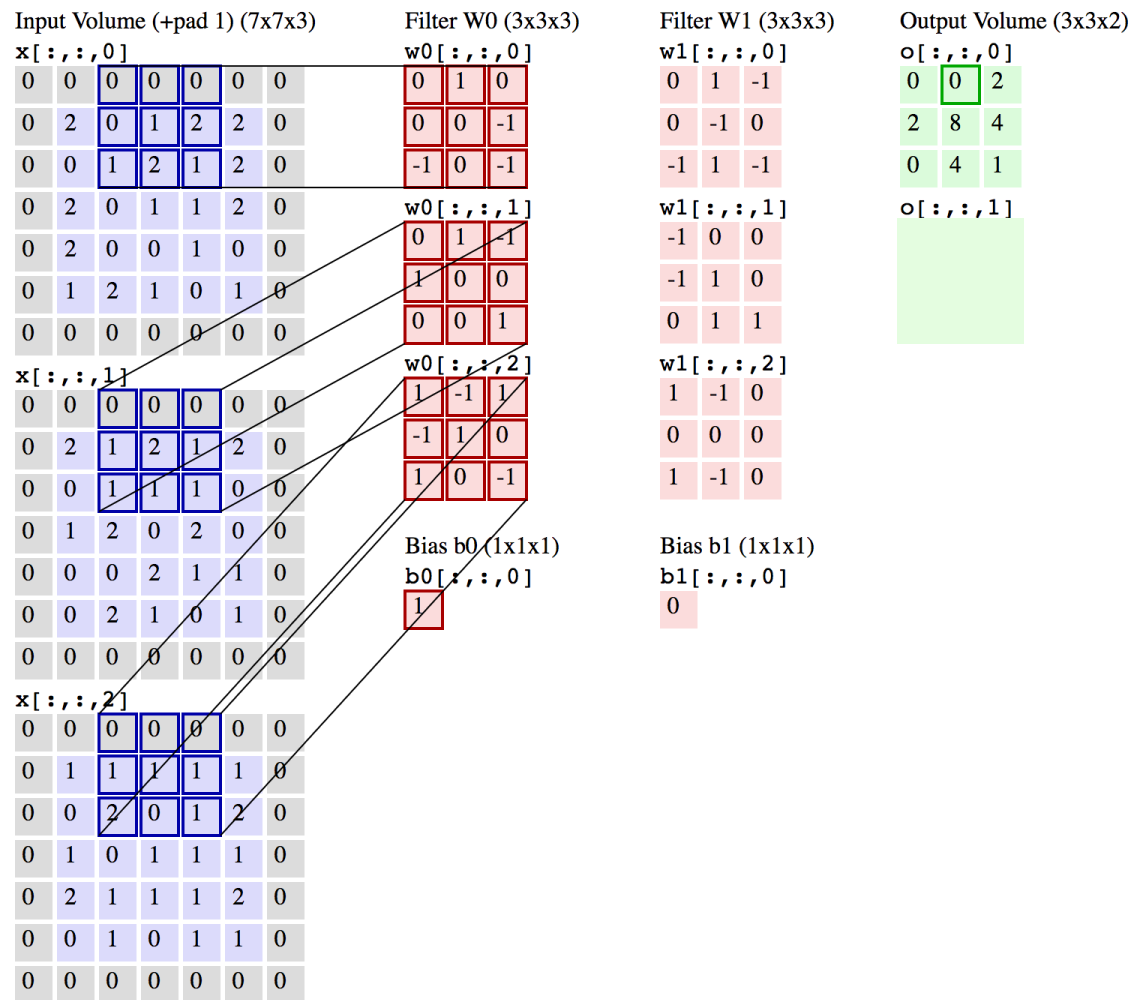 Input Volume (+pad 1) (7x7x3)
x[:,:,0]
0 0 0 0 0 0 0
0 2 0 1 2 2 0
0 0 1 2 1 2 0
0 2 0 1 1 2 0
0 2 0 0 1 0 0
0 1 2 1 0 1 0
0 0 0 0 0 0 0
x[:,:,1]
0 0 0 0 0 0 0
0 2 1 2 1 2 0
0 0 1 1 1 0 0
0 1 2 0 2 0 0
0 0 0 2 1 1 0
0 0 2 1 0 1 0
0 0 0 0 0 0 0
x[:,:,2]
0 0 0 0 0 0 0
0 1 1 1 1 1 0
0 0 2 0 1 2 0
0 1 0 1 1 1 0
0 2 1 1 1 2 0
0 0 1 0 1 1 0
0 0 0 0 0 0 0
Filter W0 (3x3x3)
w0[:,:,0]
0 1 0
0 0 -1
-1 0 -1
w0[:,:,1]
0 1 -1
1 0 0
0 0 1
w0[:,:,2]
1 -1 1
-1 1 0
1 0 -1
Bias b0 (1x1x1)
b0[:,:,0]
1
Filter W1 (3x3x3)
w1[:,:,0]
0 1 -1
0 -1 0
-1 1 -1
w1[:,:,1]
-1 0 0
-1 1 0
0 1 1
w1[:,:,2]
1 -1 0
0 0 0
1 -1 0
Bias b1 (1x1x1)
b1[:,:,0]
0
Output Volume (3x3x2)
o[:,:,0]
0 0 2
2 8 4
0 4 1
o[:,:,1]